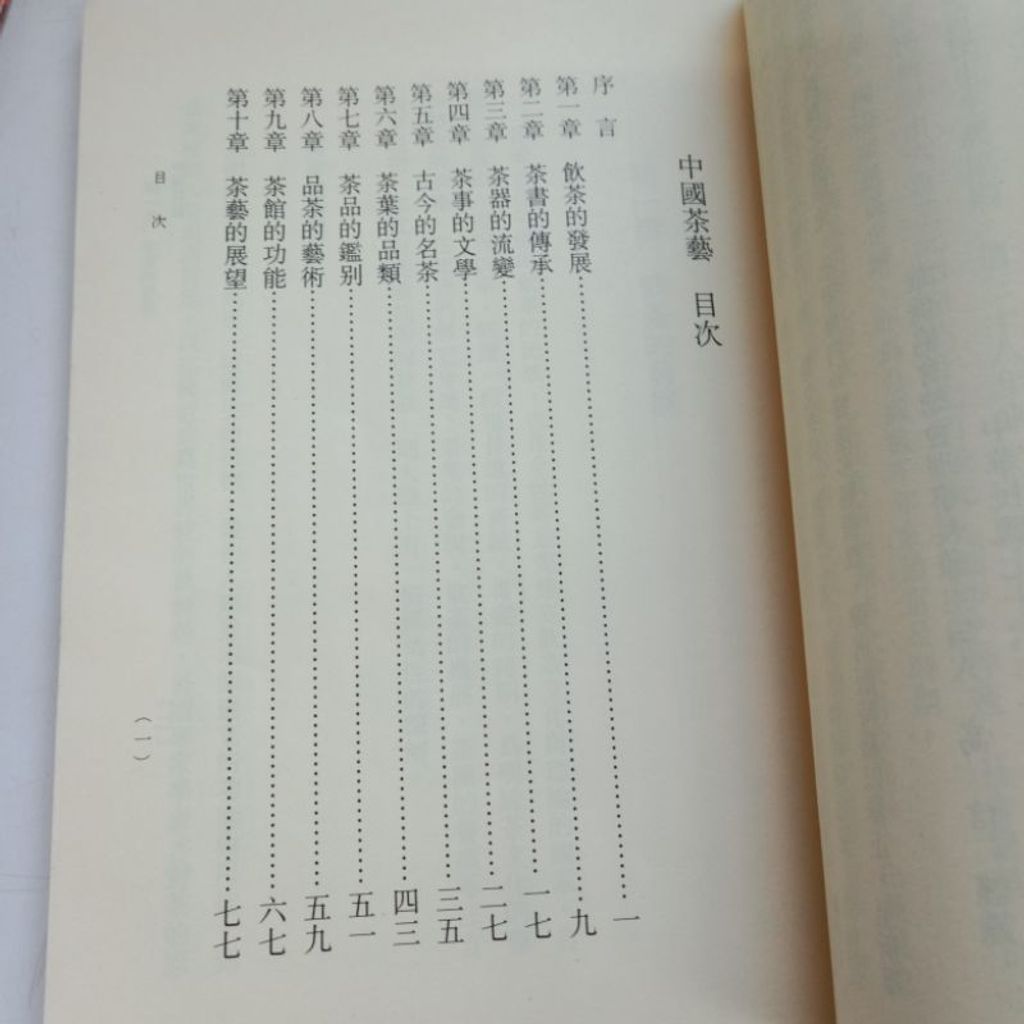 中國茶藝 目次
序言
第一章 飲茶的發展……一
第二章 茶書的傳承……九
第三章 茶器的流變……一七
第四章 茶事的文學……二七
第五章 古今的名茶……三五
第六章 茶葉的品類……四三
第七章 茶品的鑑別……五一
第八章 品茶的藝術……五九
第九章 茶館的功能……六七
第十章 茶藝的展望……七七
目次
(一)